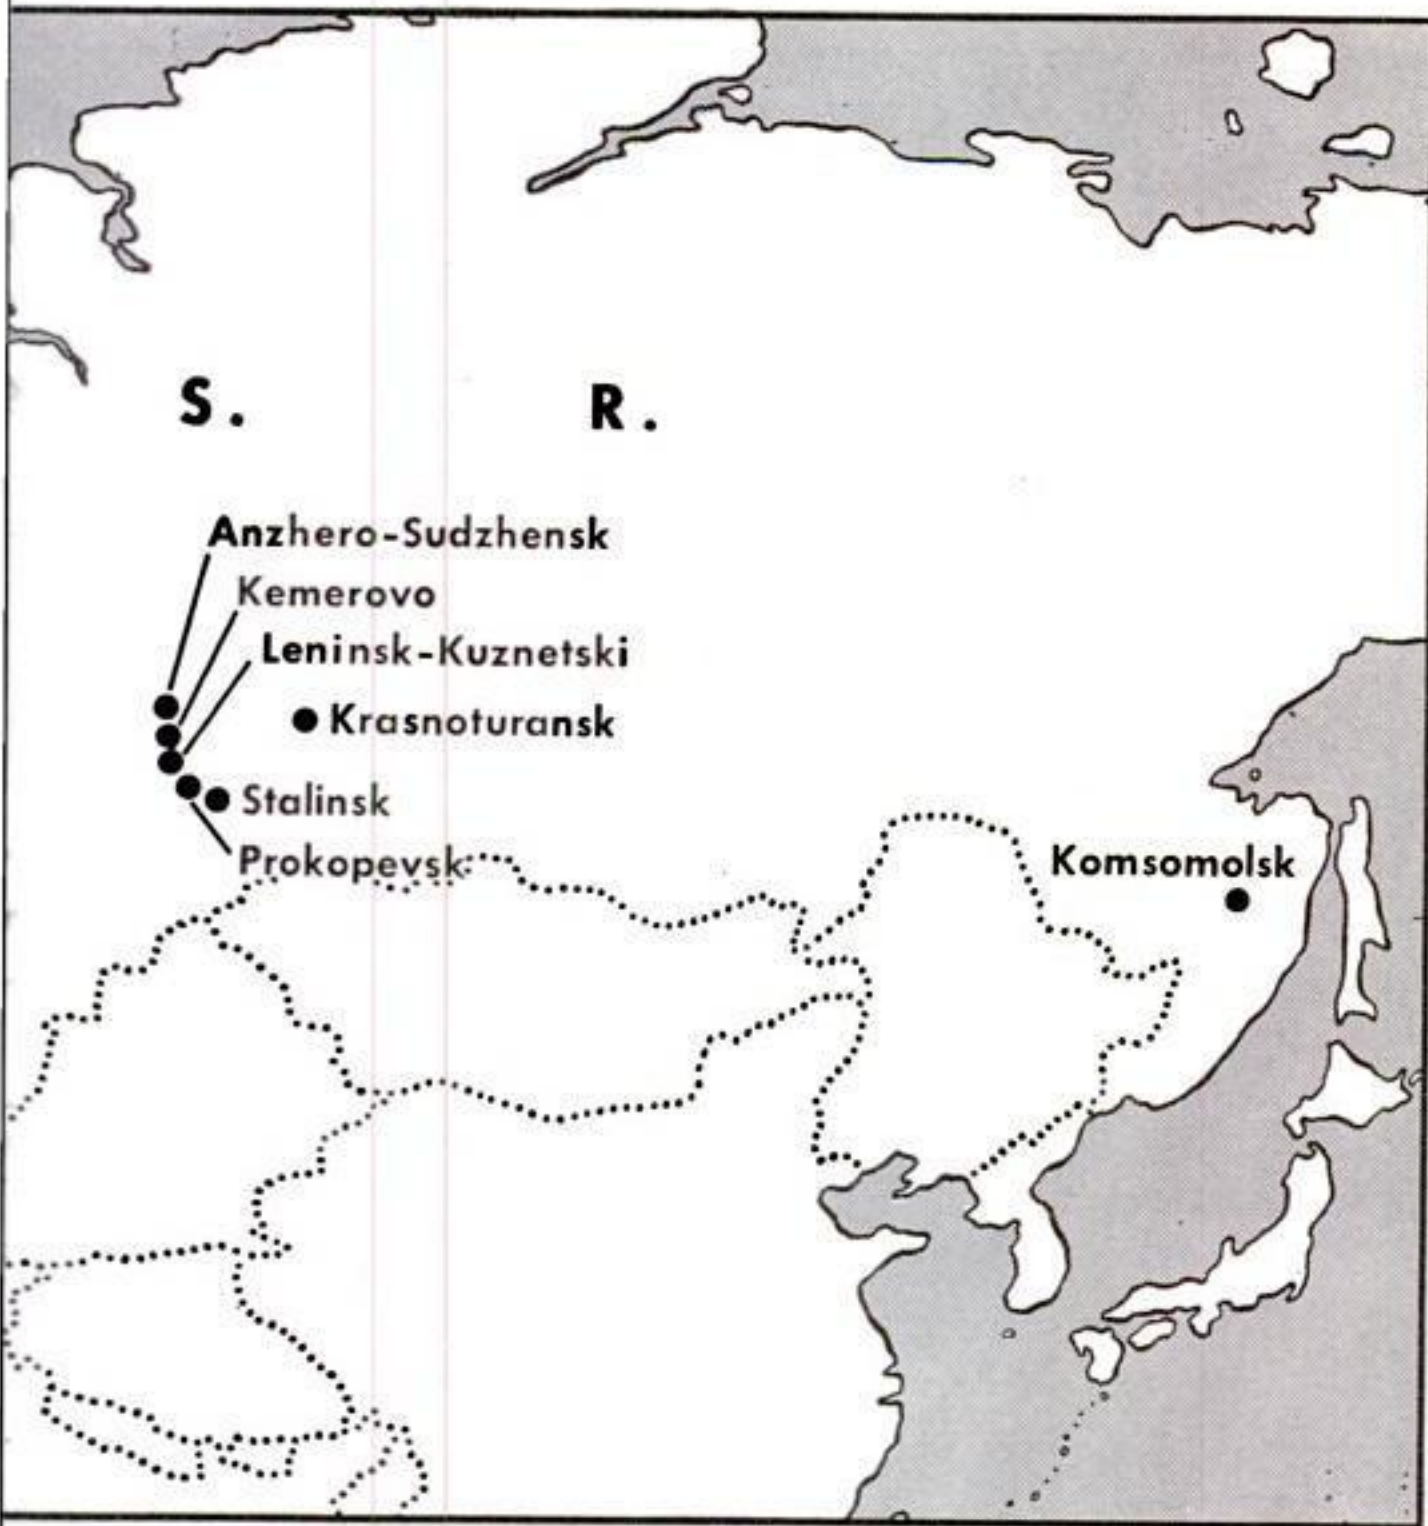 S. R.
Anzhero-Sudzhensk
Kemerovo
Leninsk-Kuznetski
Krasnoturansk
Stalinsk
Prokopevsk
Komsomolsk